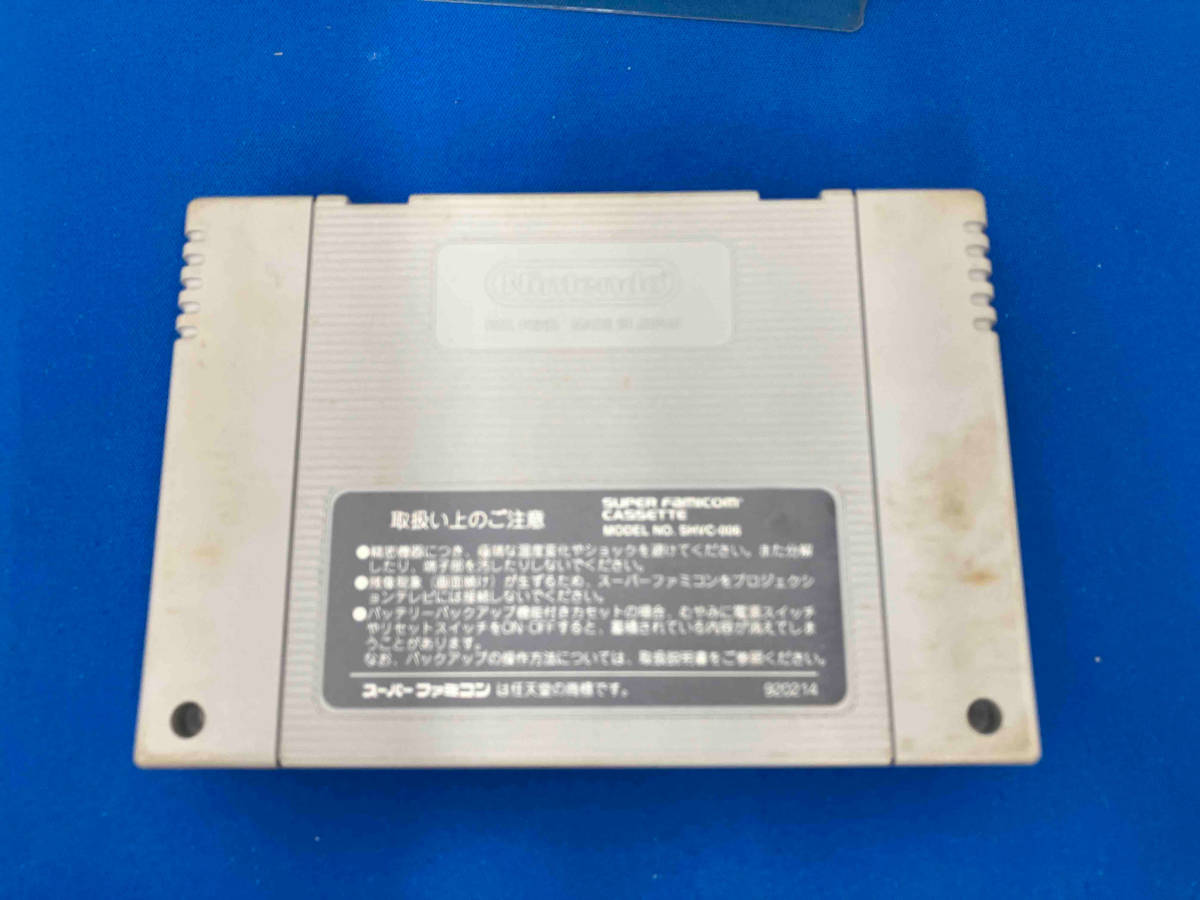 Nintendo
MADE IN JAPAN
取扱い上のご注意
SUPER FAMICOM
CASSETTE
MODEL NO. SHVC-006
●精密機器につき、極端な温度変化やショックを避けてください。また分解
したり、端子部を汚したりしないでください。
●残像現象（画面焼け）が生ずるため、スーパーファミコンをプロジェクシ
ョンテレビには接続しないでください。
●バッテリーバックアップ機能付きカセットの場合、むやみに電源スイッチ
やリセットスイッチをON OFFすると、蓄積されている内容が消えてしま
うことがあります。
なお、バックアップの操作方法については、取扱説明書をご参照ください。
スーパーファミコンは任天堂の商標です。
920214